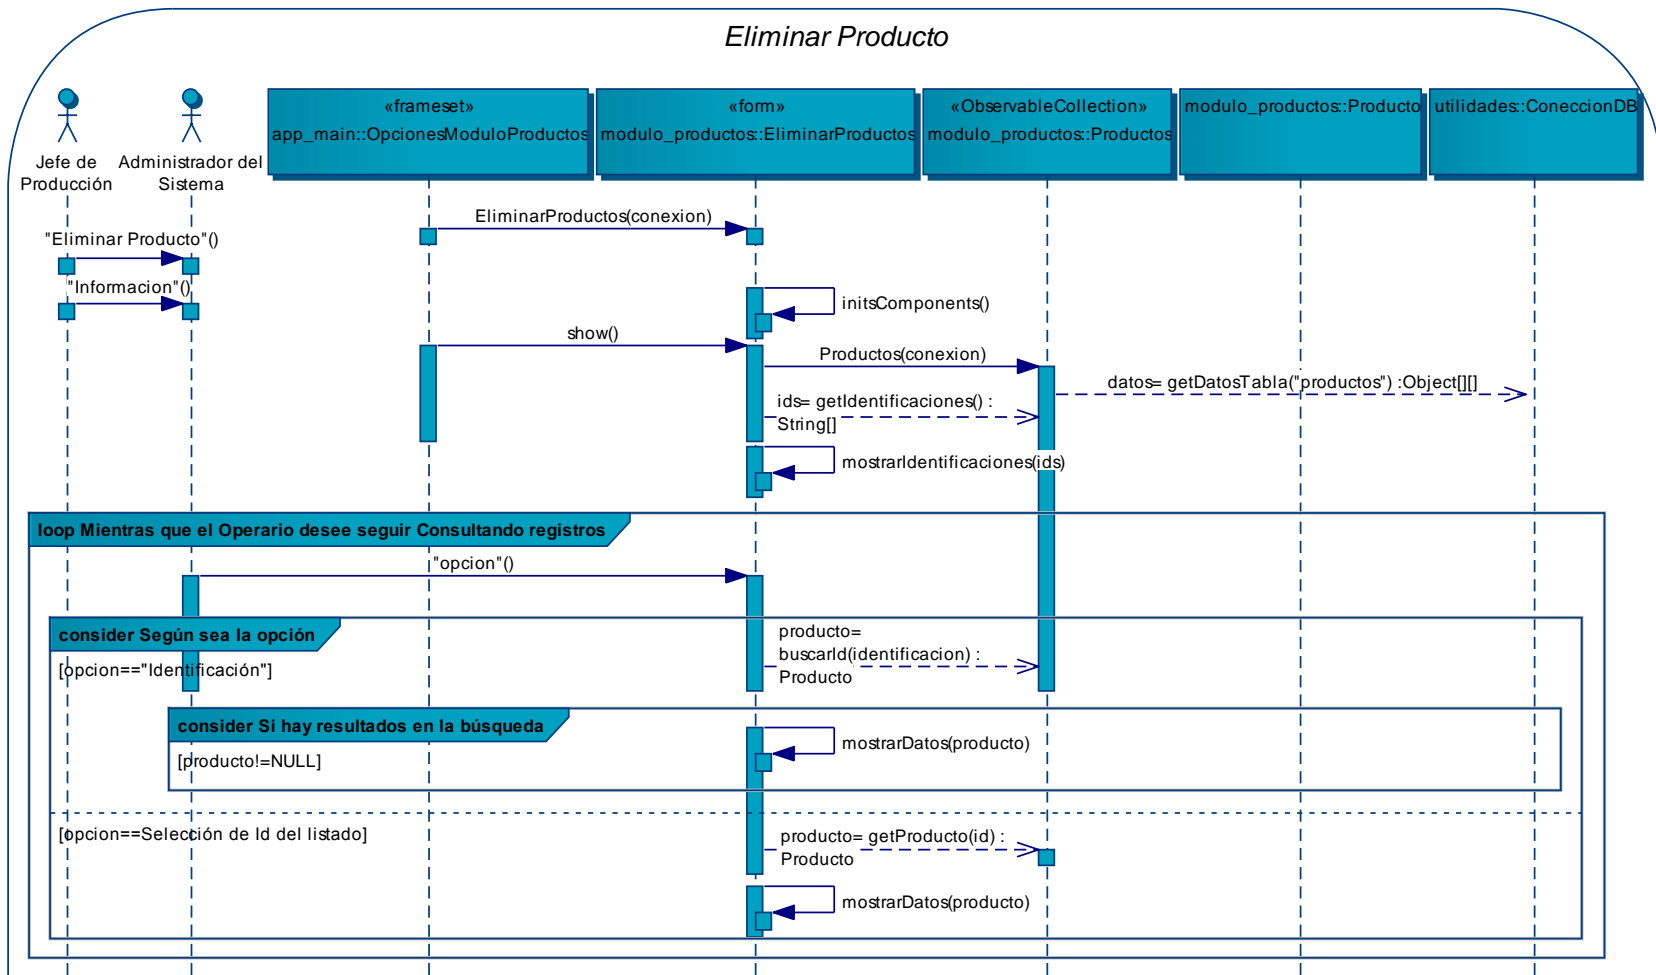 Eliminar Producto
Jefe de
Producción
Administrador del
Sistema
«frameset»
app_main::OpcionesModuloProductos
«form»
modulo_productos::EliminarProductos
«ObservableCollection»
modulo_productos::Productos
modulo_productos::Producto
utilidades::ConeccionDB
EliminarProductos(conexion)
"Eliminar Producto"()
"Informacion"()
initsComponents()
show()
Productos(conexion)
datos= getDatosTabla("productos") :Object[][]
ids= getIdentificaciones() :
String[]
mostrarIdentificaciones(ids)
loop Mientras que el Operario desee seguir Consultando registros
"opcion"()
consider Según sea la opción
[opcion=="Identificación"]
producto=
buscarId(identificacion) :
Producto
consider Si hay resultados en la búsqueda
[producto!=NULL]
mostrarDatos(producto)
[opcion==Selección de Id del listado]
producto= getProducto(id) :
Producto
mostrarDatos(producto)